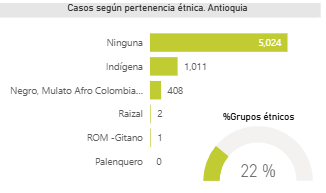 Casos según pertenencia étnica. Antioquia
Ninguna 5,024
Indígena 1,011
Negro, Mulato Afro Colombia... 408
Raizal 2
ROM -Gitano 1
Palenquero 0
%Grupos étnicos
22 %